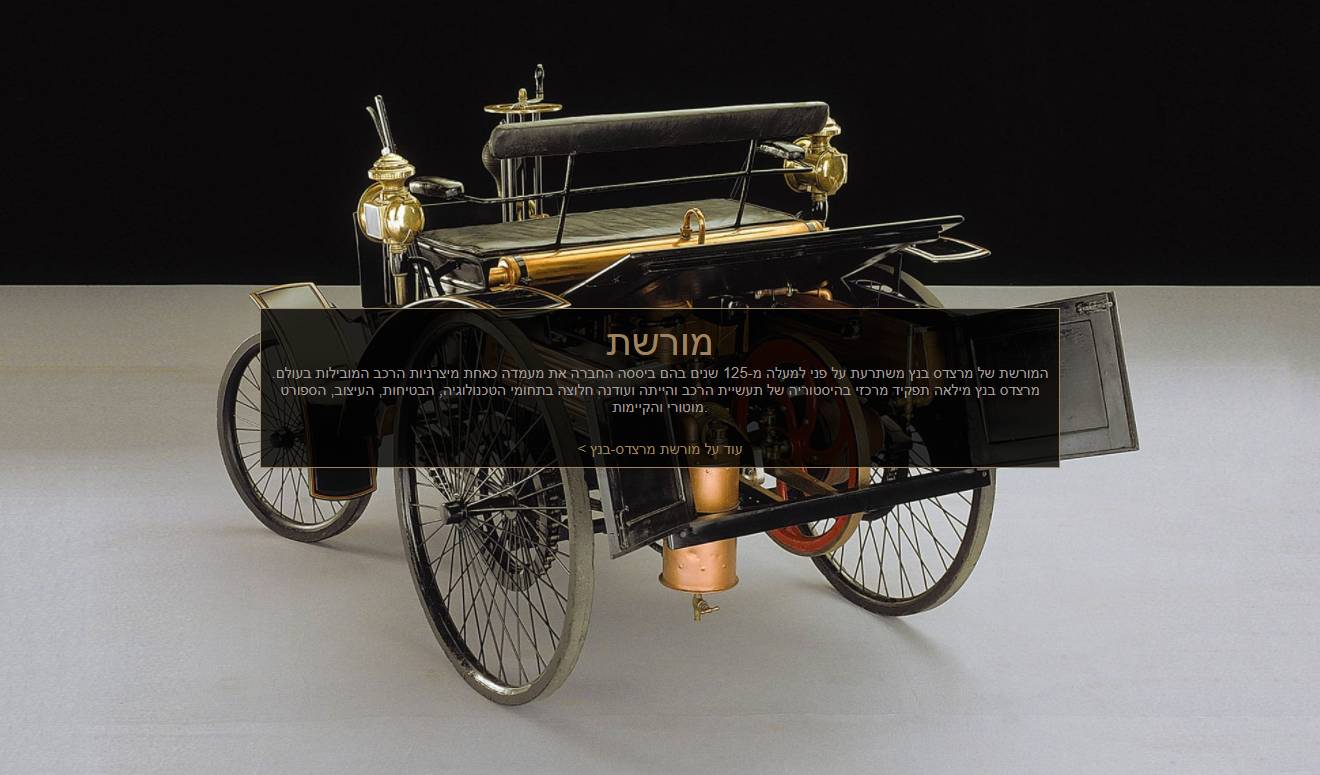 מורשת
המורשת של מרצדס בנץ משתרעת על פני למעלה מ-125 שנים בהם ביססה החברה את מעמדה כאחת מיצרניות הרכב המובילות בעולם.
מרצדס בנץ מילאה תפקיד מרכזי בהיסטוריה של תעשיית הרכב והייתה ועודנה חלוצה בתחומי הטכנולוגיה, הבטיחות, העיצוב, הספורט
מוטורי והקיימות.
עוד על מורשת מרצדס-בנץ >